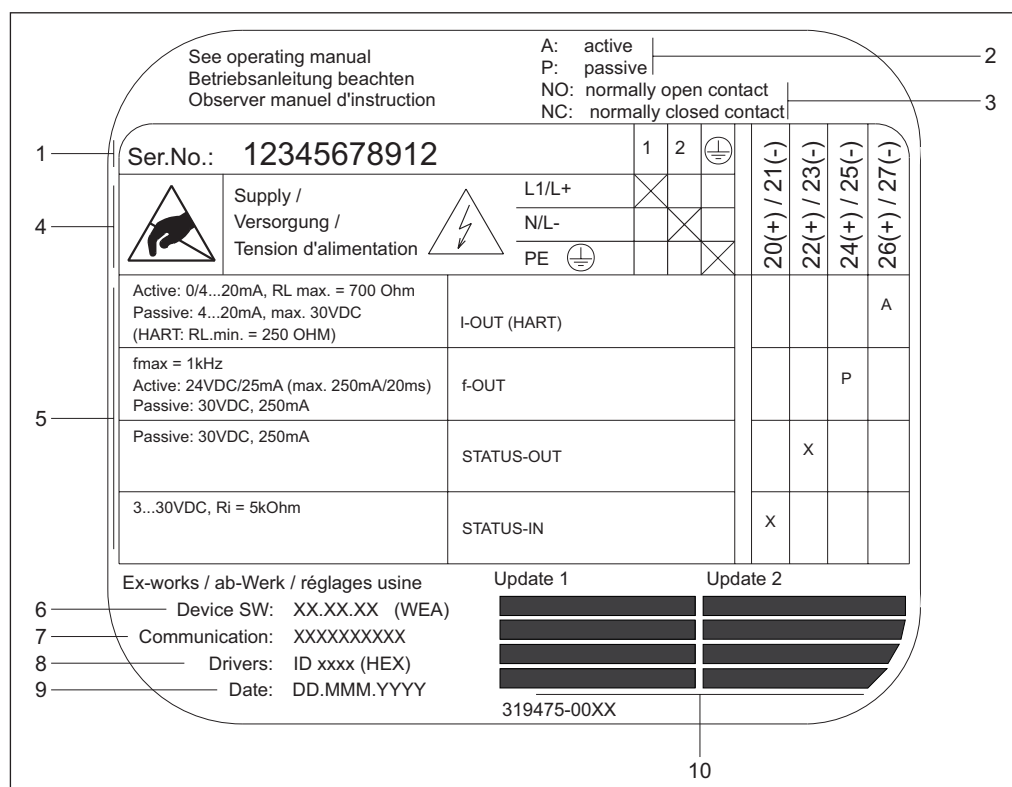 See operating manual
Betriebsanleitung beachten
Observer manuel d'instruction
A: active
P: passive
2
NO: normally open contact
NC: normally closed contact
3
1
Ser.No.: 12345678912
1 2
20(+) / 21(-)
22(+) / 23(-)
24(+) / 25(-)
26(+) / 27(-)
4
Supply /
Versorgung /
Tension d'alimentation
L1/L+
N/L-
PE
5
Active: 0/4...20mA, RL max. = 700 Ohm
Passive: 4...20mA, max. 30VDC
(HART: RL.min. = 250 OHM)
I-OUT (HART)
A
fmax = 1kHz
Active: 24VDC/25mA (max. 250mA/20ms)
Passive: 30VDC, 250mA
f-OUT
P
Passive: 30VDC, 250mA
STATUS-OUT
X
3...30VDC, Ri = 5kOhm
STATUS-IN
X
Ex-works / ab-Werk / réglages usine
Update 1
Update 2
6
Device SW: XX.XX.XX (WEA)
7
Communication: XXXXXXXXXX
8
Drivers: ID xxxx (HEX)
9
Date: DD.MMM.YYYY
319475-00XX
10